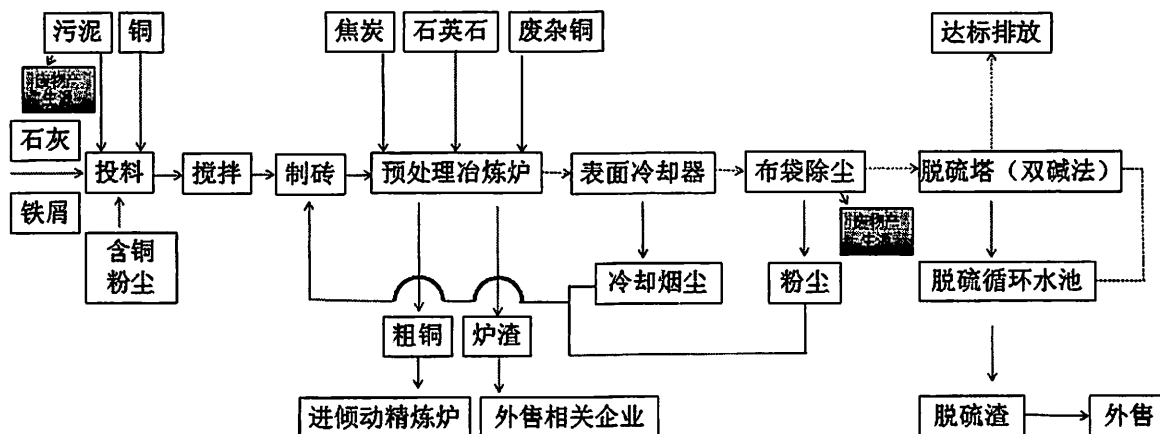 污泥
铜
焦炭
石英石
废杂铜
达标排放
石灰
投料
搅拌
制砖
预处理冶炼炉
表面冷却器
布袋除尘
脱硫塔（双碱法）
铁屑
含铜
粉尘
冷却烟尘
粉尘
脱硫循环水池
粗铜
炉渣
进倾动精炼炉
外售相关企业
脱硫渣
外售